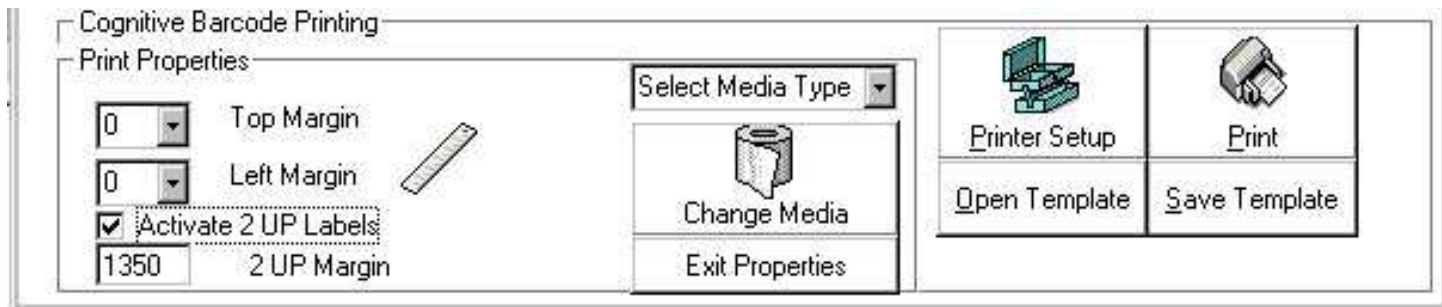 Cognitive Barcode Printing
Print Properties
0
Top Margin
0
Left Margin
Activate 2 UP Labels
1350
2 UP Margin
Select Media Type
Change Media
Exit Properties
Printer Setup
Print
Open Template
Save Template